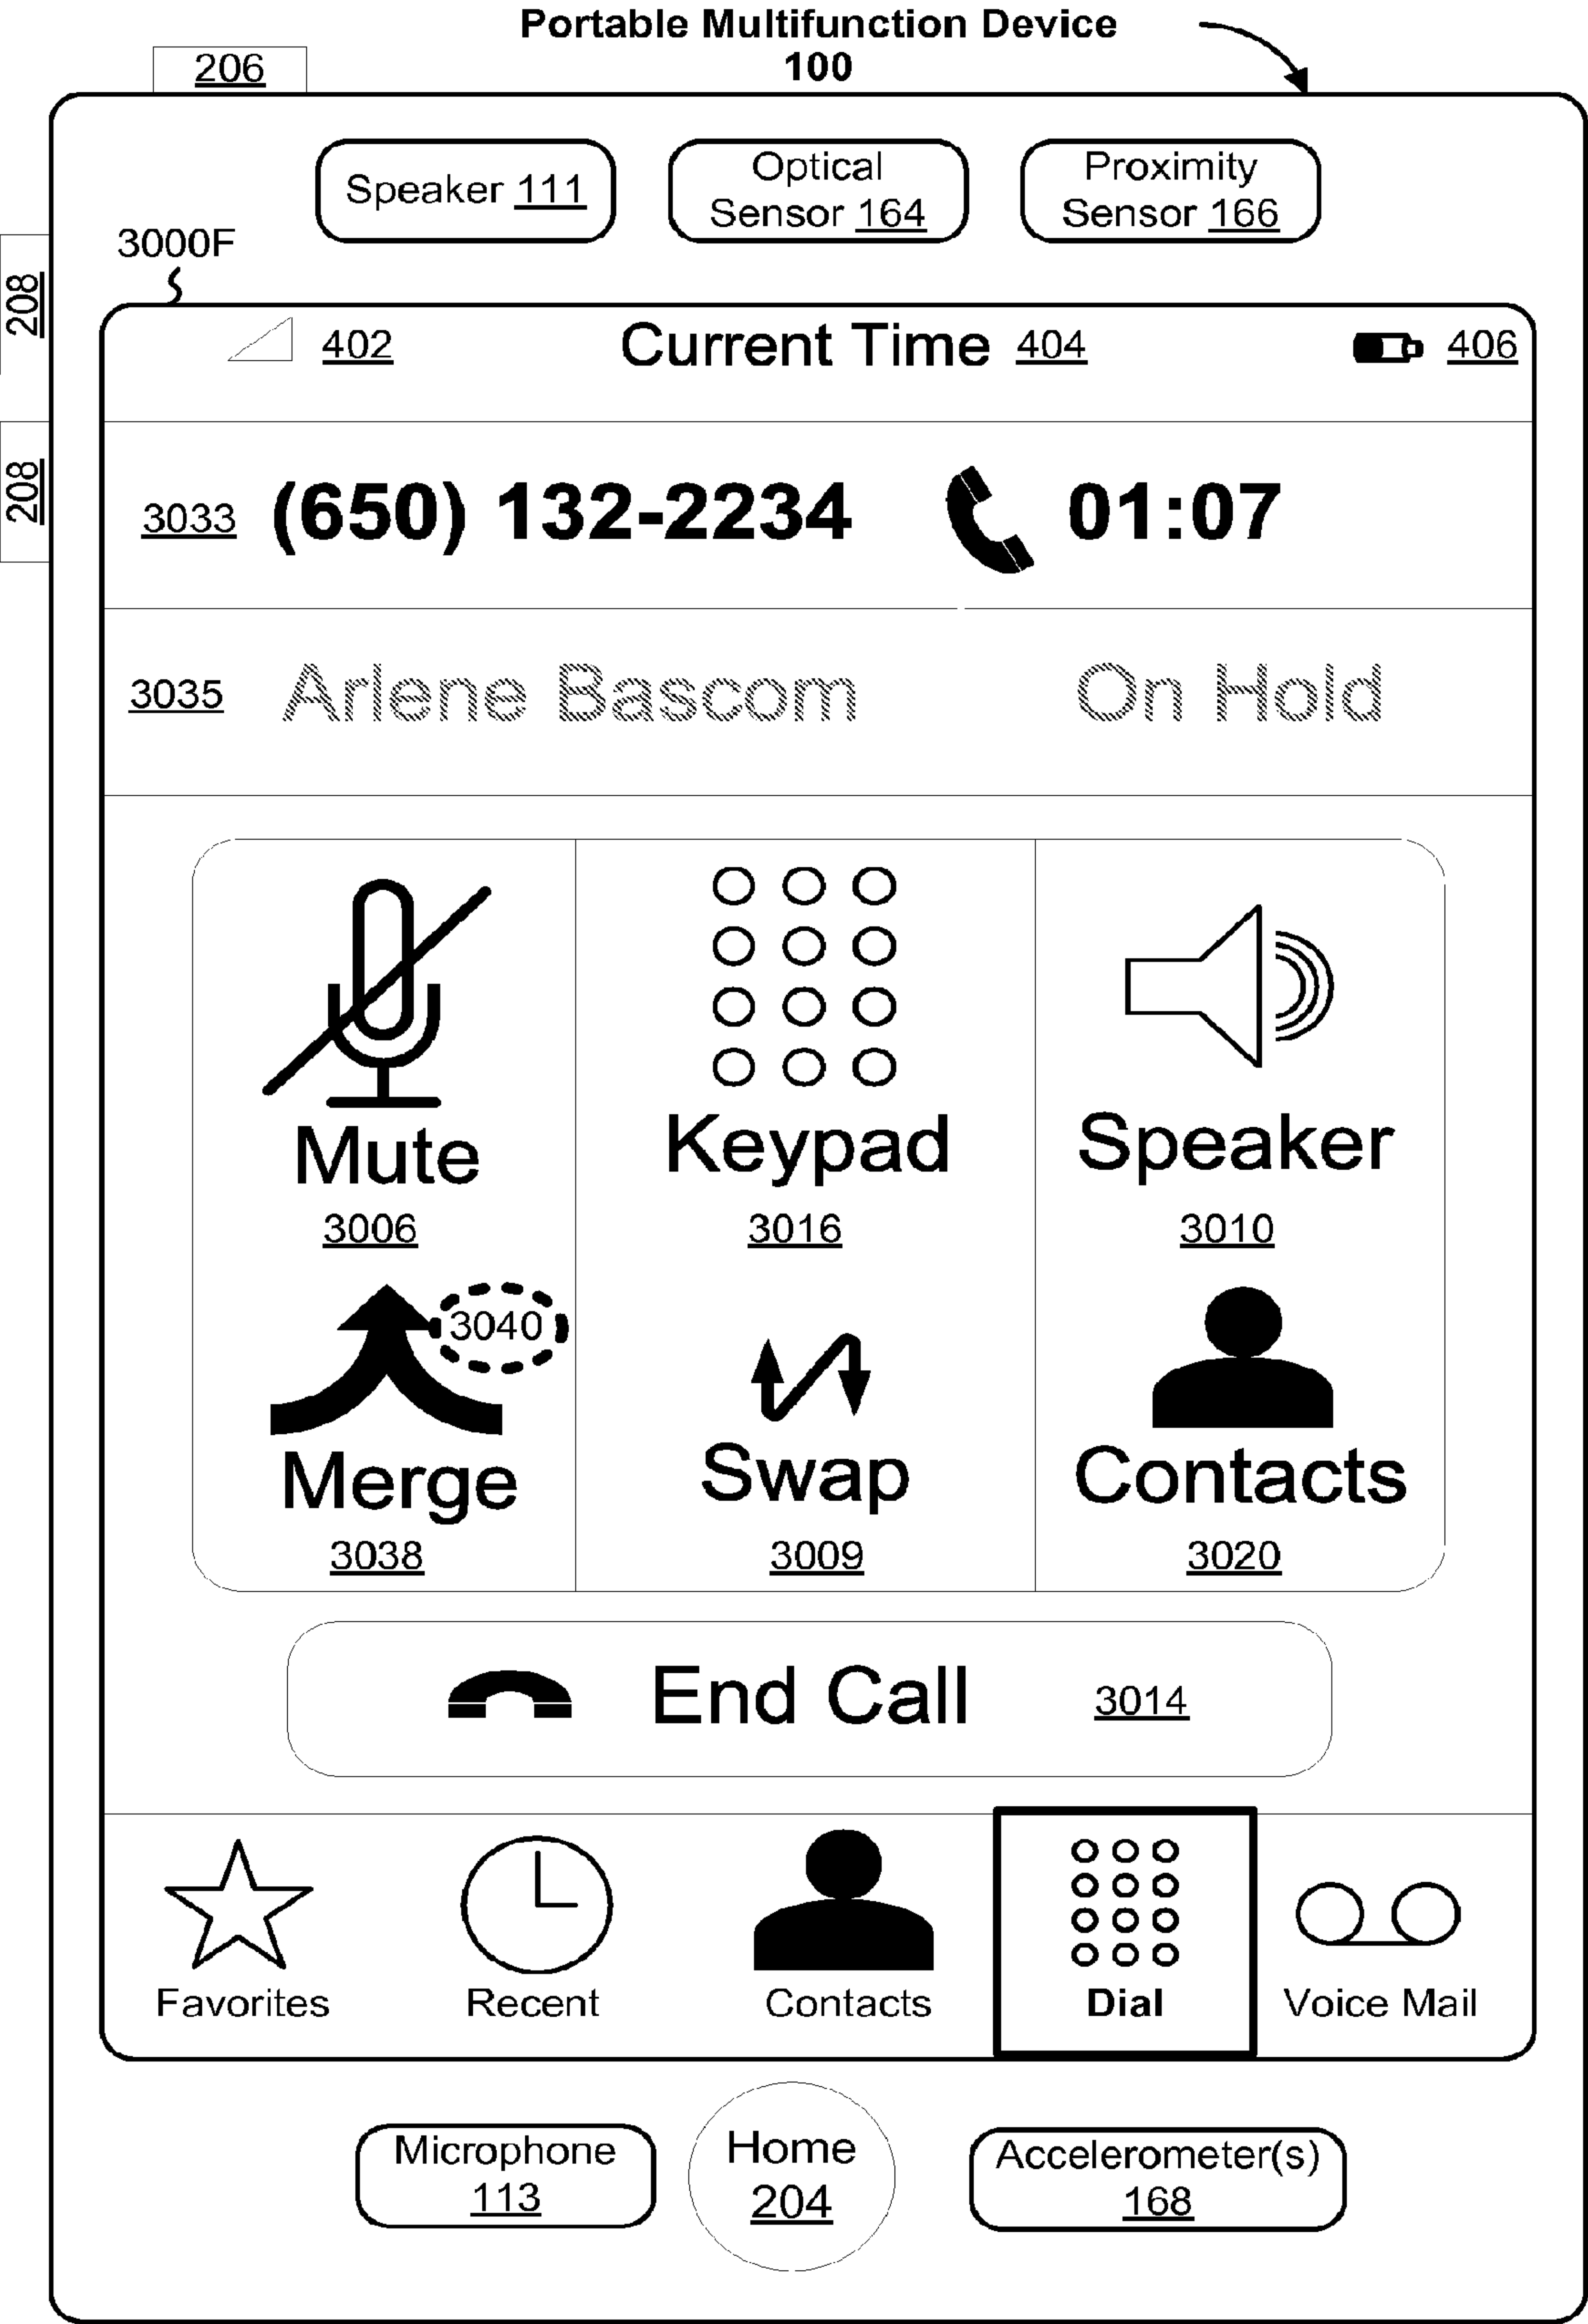 Portable Multifunction Device
100
206
Speaker 111
Optical
Sensor 164
Proximity
Sensor 166
3000F
208
208
402 Current Time 404 406
3033 (650) 132-2234 01:07
3035 Arlene Bascom On Hold
Mute Keypad Speaker
3006 3016 3010
3040
Merge Swap Contacts
3038 3009 3020
End Call 3014
Favorites Recent Contacts Dial Voice Mail
Microphone
113
Home
204
Accelerometer(s)
168